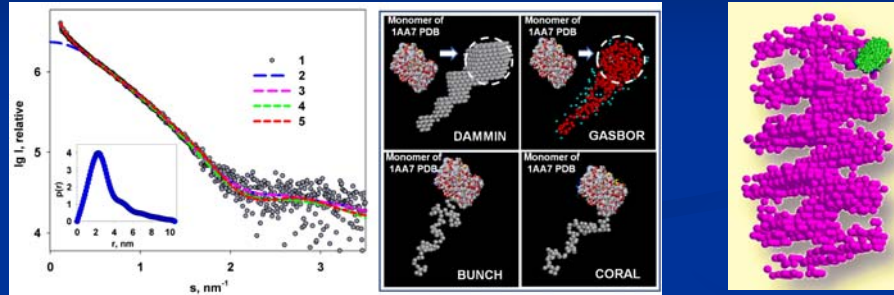 6
5
4
lg I, relative
1
2
3
4
5
4
3
2
1
0
p(r)
0 2 4 6 8 10
r, nm
0 1 2 3
s, nm⁻¹
Monomer of
1AA7 PDB
DAMMIN
Monomer of
1AA7 PDB
GASBOR
Monomer of
1AA7 PDB
BUNCH
Monomer of
1AA7 PDB
CORAL